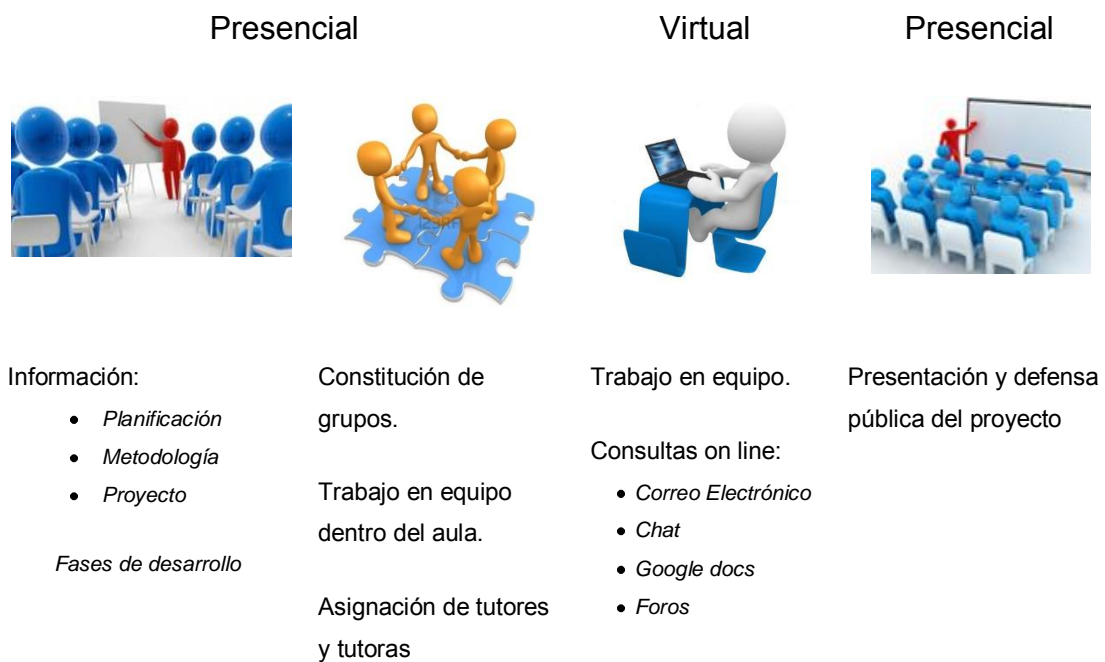 Presencial
Virtual
Presencial
Información:
• Planificación
• Metodología
• Proyecto
Fases de desarrollo
Constitución de
grupos.
Trabajo en equipo
dentro del aula.
Asignación de tutores
y tutoras
Trabajo en equipo.
Consultas on line:
• Correo Electrónico
• Chat
• Google docs
• Foros
Presentación y defensa
pública del proyecto